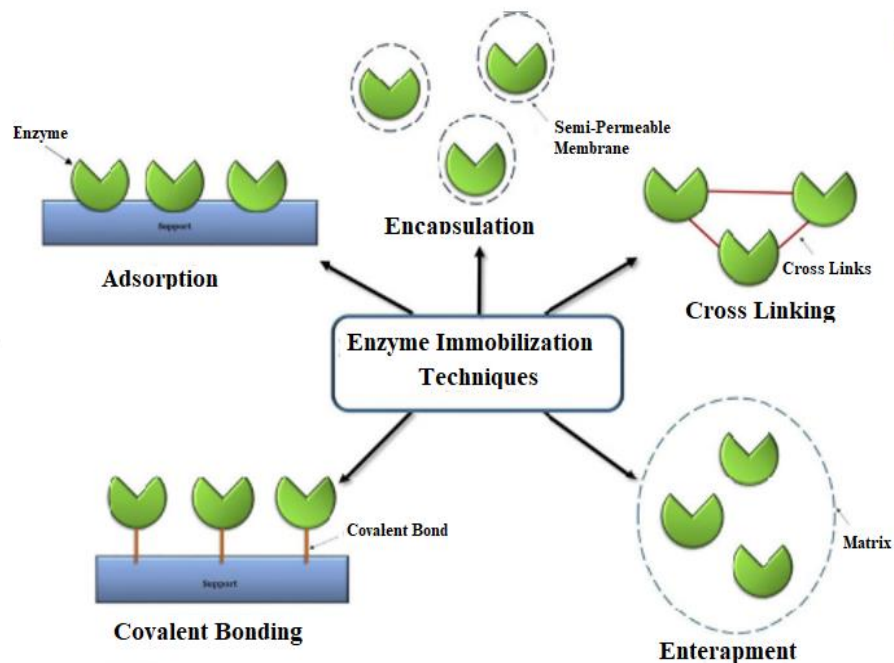 Enzyme
Support
Adsorption
Semi-Permeable
Membrane
Encapsulation
Cross Links
Cross Linking
Enzyme Immobilization
Techniques
Covalent Bond
Support
Covalent Bonding
Matrix
Enterapment